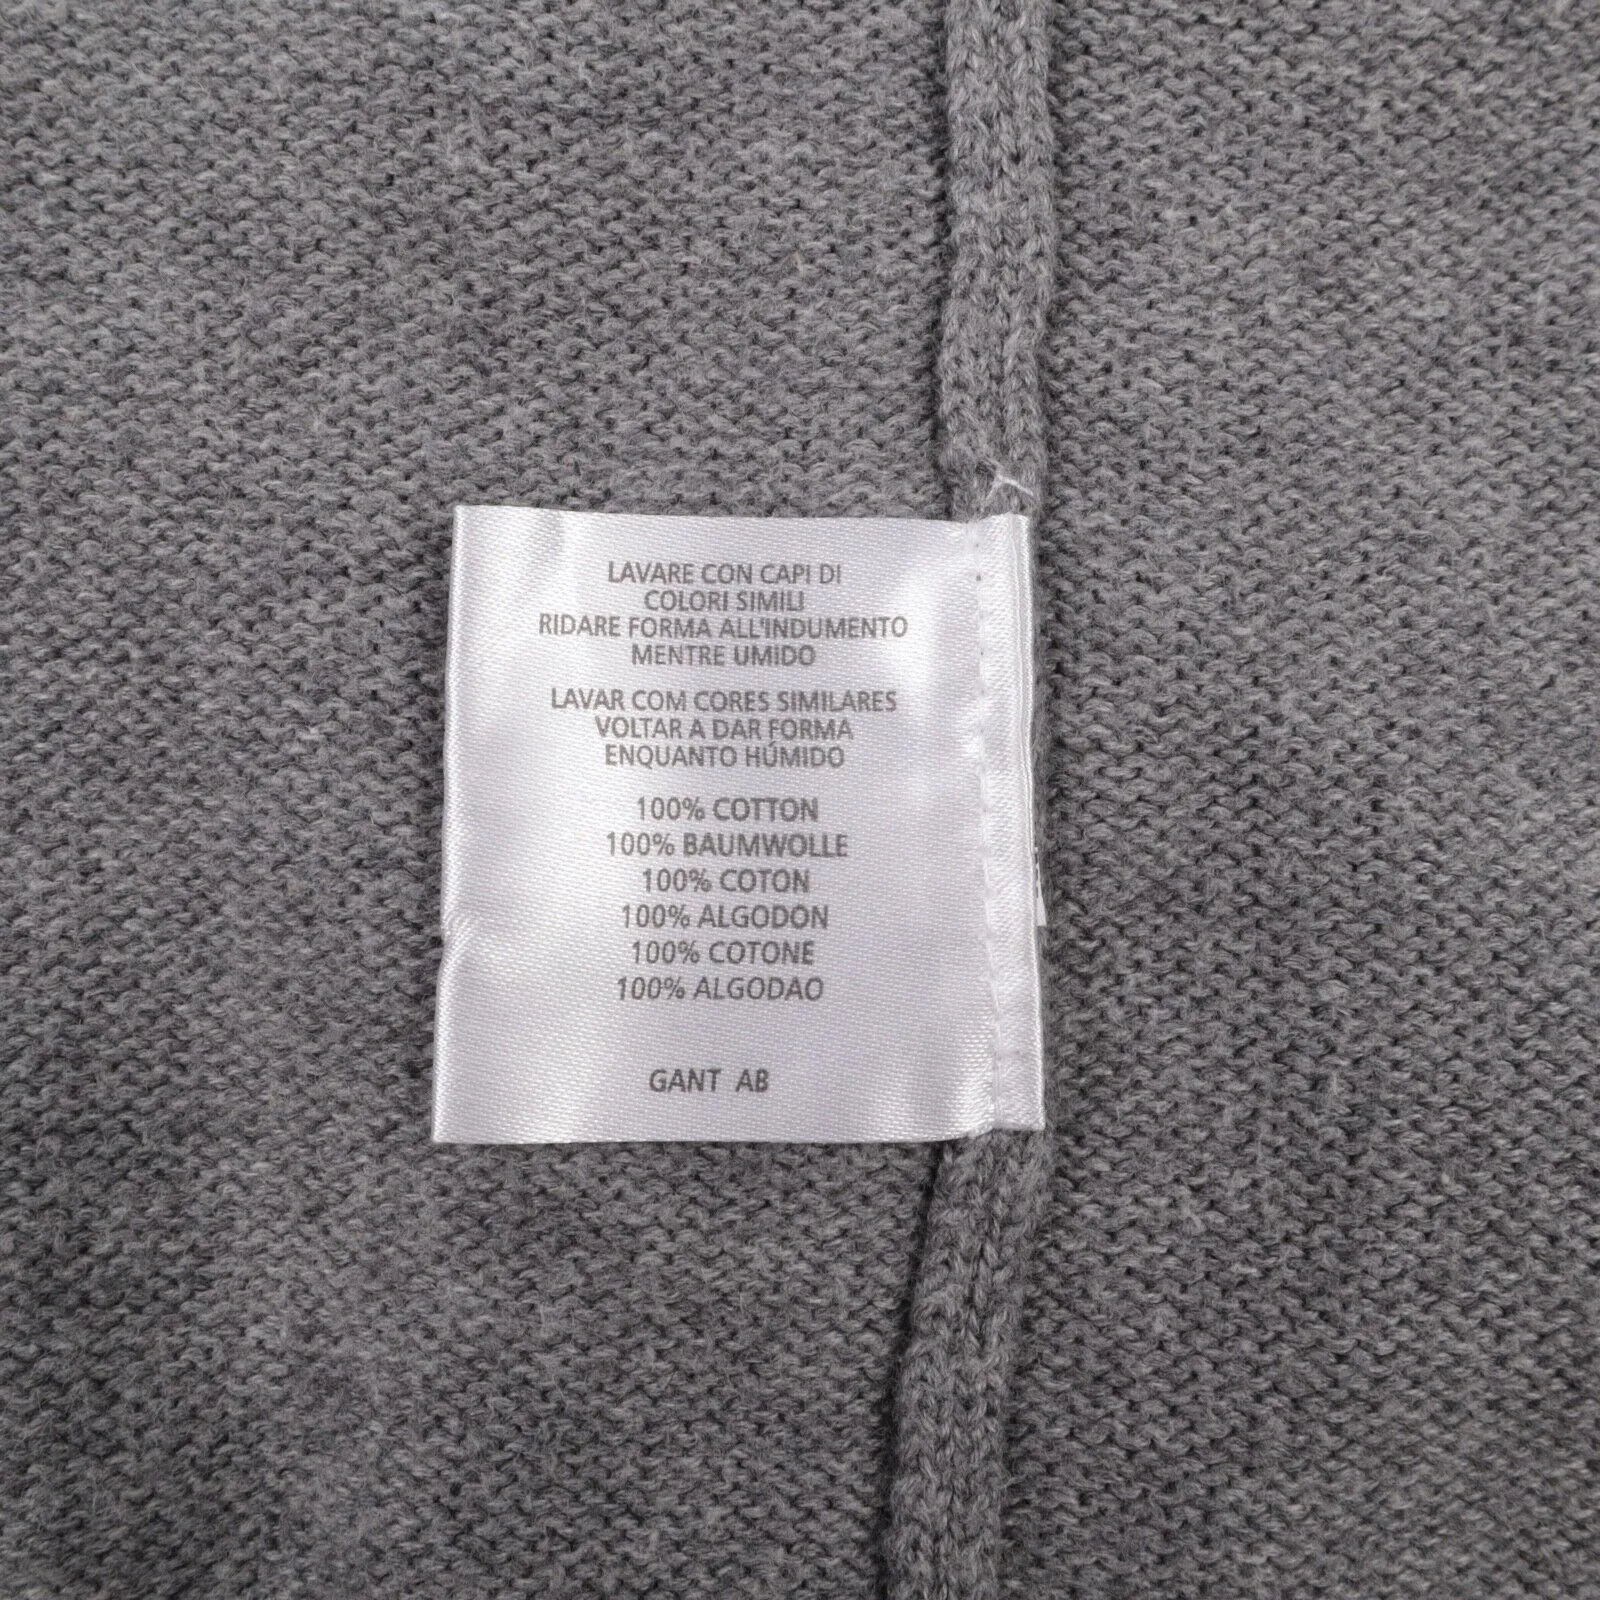 LAVARE CON CAPI DI
COLORI SIMILI
RIDARE FORMA ALL'INDUMENTO
MENTRE UMIDO
LAVAR COM CORES SIMILARES
VOLTAR A DAR FORMA
ENQUANTO HÚMIDO
100% COTTON
100% BAUMWOLLE
100% COTON
100% ALGODON
100% COTONE
100% ALGODAO
GANT AB